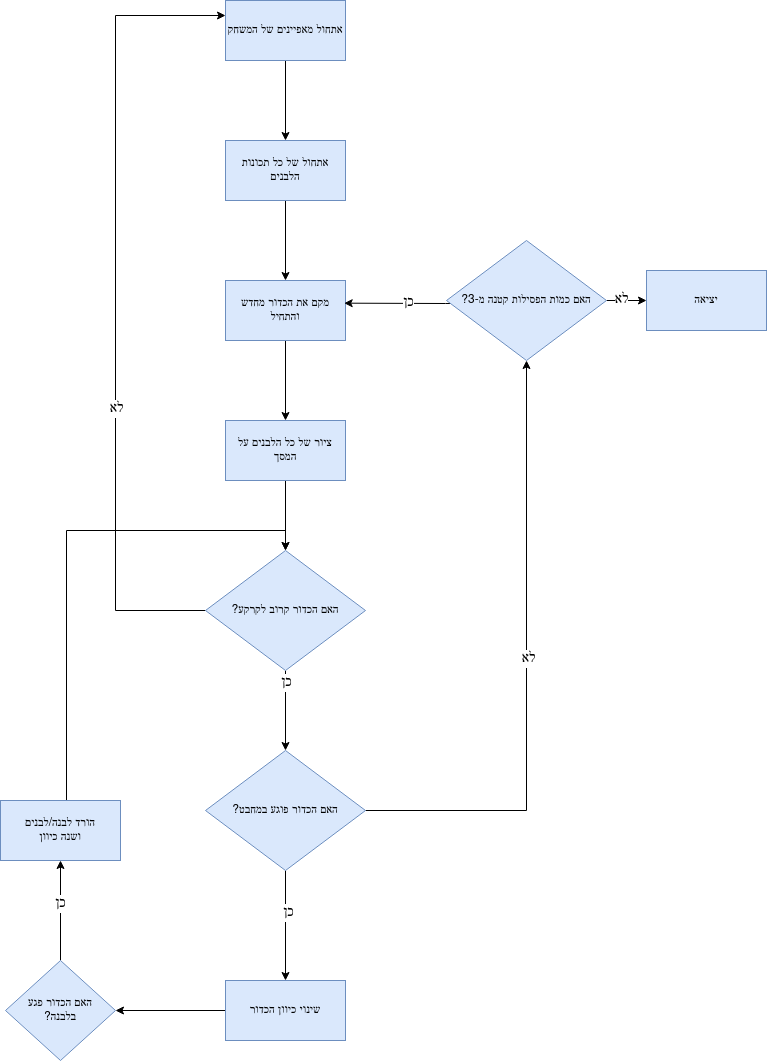 אתחול מאפיינים של המשחק
אתחול של כל תכונות
הלבנים
מקם את הכדור מחדש
והתחיל
כן
האם כמות הפסילות קטנה מ-3?
לא
יציאה
לא
ציור של כל הלבנים על
המסך
האם הכדור קרוב לקרקע?
כן
לא
האם הכדור פוגע במחבט?
הורד לבנה/לבנים
ושנה כיוון
כן
כן
האם הכדור פגע
בלבנה?
שינוי כיוון הכדור